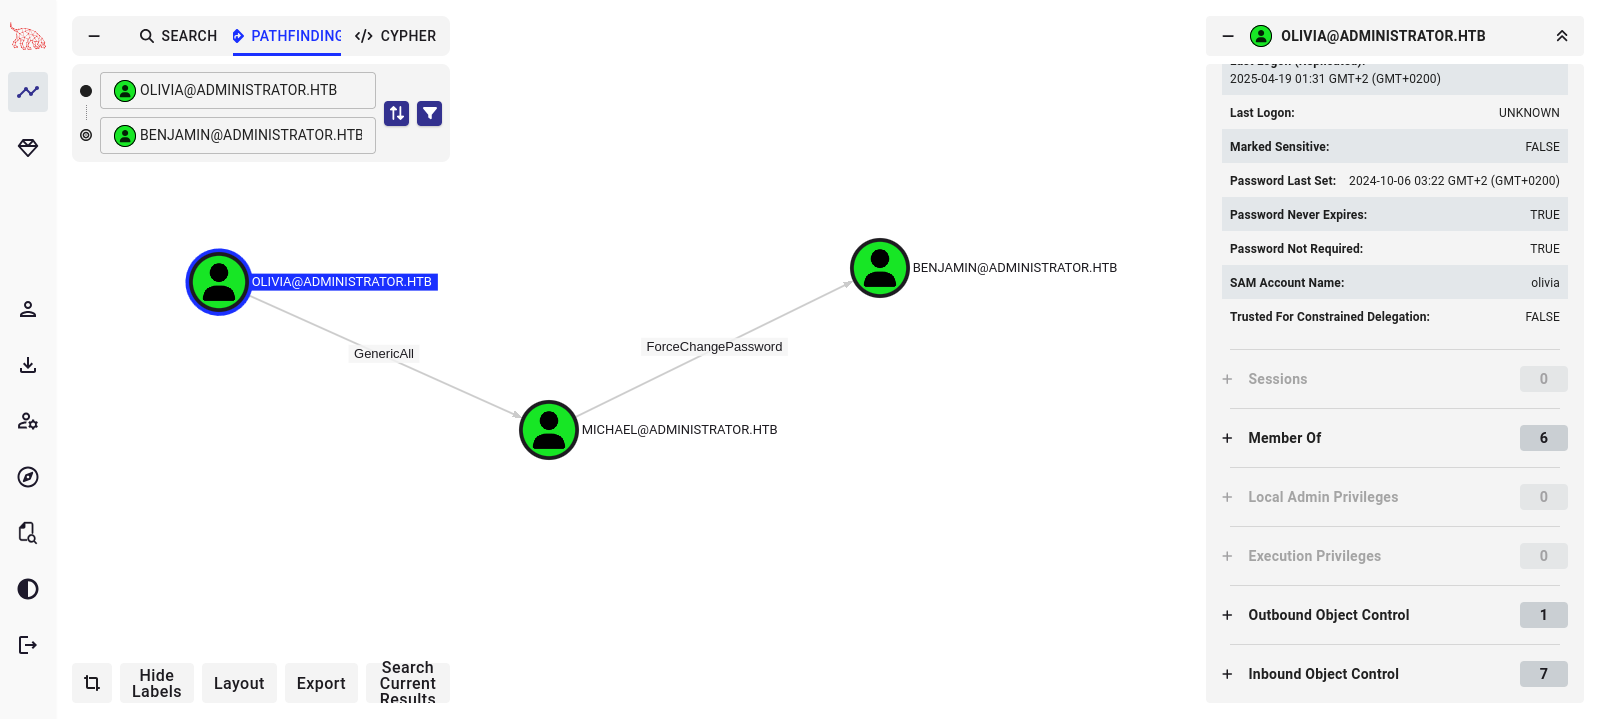 SEARCH
PATHFINDING
CYPHER
OLIVIA@ADMINISTRATOR.HTB
BENJAMIN@ADMINISTRATOR.HTB
OLIVIA@ADMINISTRATOR.HTB
GenericAll
MICHAEL@ADMINISTRATOR.HTB
ForceChangePassword
BENJAMIN@ADMINISTRATOR.HTB
Hide Labels
Layout
Export
Search Current Results
OLIVIA@ADMINISTRATOR.HTB
Last Logon (Replicated):
2025-04-19 01:31 GMT+2 (GMT+0200)
Last Logon: UNKNOWN
Marked Sensitive: FALSE
Password Last Set: 2024-10-06 03:22 GMT+2 (GMT+0200)
Password Never Expires: TRUE
Password Not Required: TRUE
SAM Account Name: olivia
Trusted For Constrained Delegation: FALSE
Sessions 0
Member Of 6
Local Admin Privileges 0
Execution Privileges 0
Outbound Object Control 1
Inbound Object Control 7